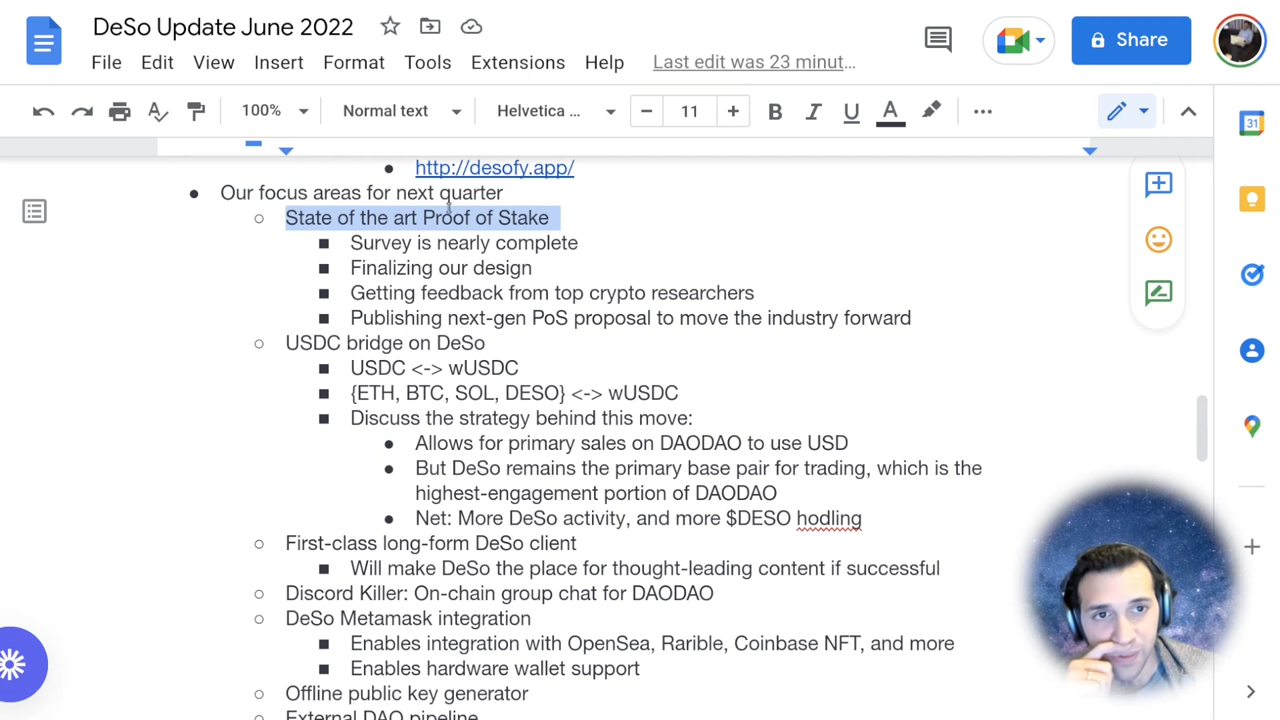 DeSo Update June 2022
File Edit View Insert Format Tools Extensions Help Last edit was 23 minut…
Share
100% Normal text Helvetica ... 11 B I U A
31
http://desofy.app/
Our focus areas for next quarter
State of the art Proof of Stake
Survey is nearly complete
Finalizing our design
Getting feedback from top crypto researchers
Publishing next-gen PoS proposal to move the industry forward
USDC bridge on DeSo
USDC <-> wUSDC
{ETH, BTC, SOL, DESO} <-> wUSDC
Discuss the strategy behind this move:
Allows for primary sales on DAODAO to use USD
But DeSo remains the primary base pair for trading, which is the
highest-engagement portion of DAODAO
Net: More DeSo activity, and more $DESO hodling
First-class long-form DeSo client
Will make DeSo the place for thought-leading content if successful
Discord Killer: On-chain group chat for DAODAO
DeSo Metamask integration
Enables integration with OpenSea, Rarible, Coinbase NFT, and more
Enables hardware wallet support
Offline public key generator
External DAO pipeline